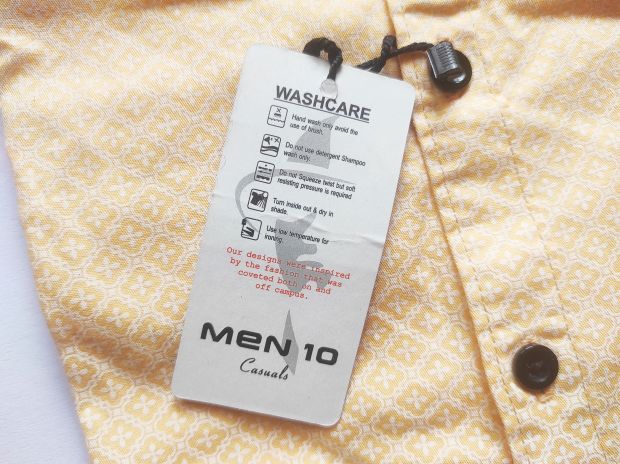 WASHCARE
Hand wash only avoid the
use of brush.
Do not use detergent Shampoo
warm only.
Do not Squeeze twist but soft
resisting pressure is required
Turn inside out & dry in
shade.
Use low temperature for
ironing.
Our designs were inspired
by the fashion that was
coveted both on and
off campus.
MeN 10
Casuals